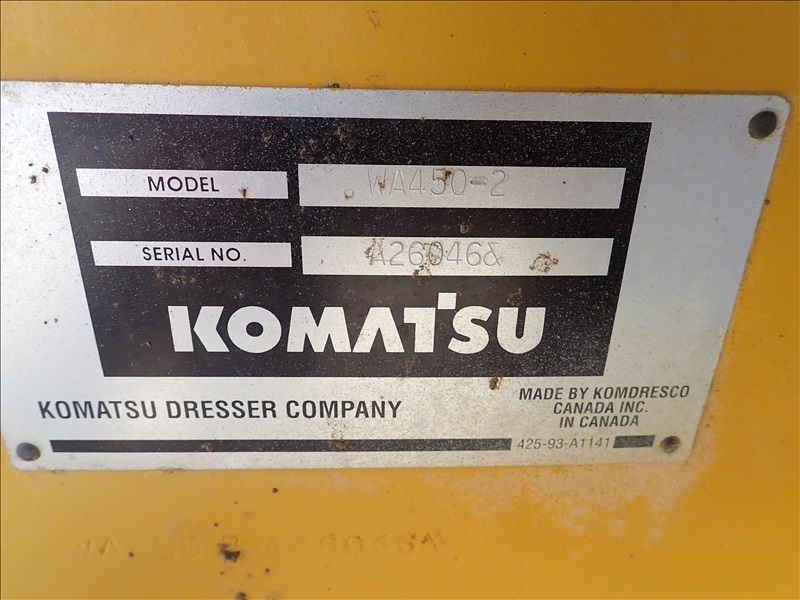 MODEL WA450-2
SERIAL NO. A260468
KOMATSU
KOMATSU DRESSER COMPANY
MADE BY KOMDRESCO
CANADA INC.
IN CANADA
425-93-A1141